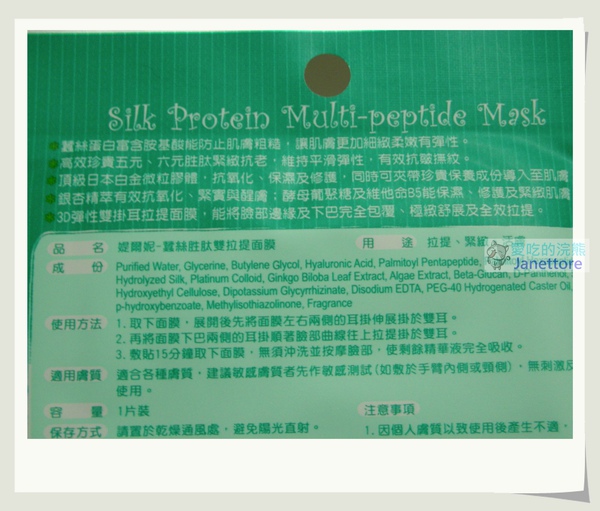 Silk Protein Multi-peptide Mask
蠶絲蛋白富含胺基酸能防止肌膚粗糙，讓肌膚更加細緻柔嫩有彈性。
高效珍貴五元、六元胜肽緊緻抗老，維持平滑彈性，有效抗皺撫紋。
頂級日本白金微粒膠體，抗氧化、保濕及修護，同時可夾帶珍貴保養成份導入至肌膚
銀杏精萃有效抗氧化、緊實與醒膚；酵母葡聚糖及維他命B5能保濕、修護及緊緻肌膚
3D彈性雙掛耳拉提面膜，能將臉部邊緣及下巴完全包覆、極緻舒展及全效拉提。
品 名 媞爾妮-蠶絲胜肽雙拉提面膜 用 途 拉提、緊緻
愛吃的浣熊
Janettore
成 份 Purified Water, Glycerine, Butylene Glycol, Hyaluronic Acid, Palmitoyl Pentapeptide,
Hydrolyzed Silk, Platinum Colloid, Ginkgo Biloba Leaf Extract, Algae Extract, Beta-Glucan, D-Panthenol,
Hydroxyethyl Cellulose, Dipotassium Glycyrrhizinate, Disodium EDTA, PEG-40 Hydrogenated Castor Oil,
p-hydroxybenzoate, Methylisothiazolinone, Fragrance
使用方法 1. 取下面膜，展開後先將面膜左右兩側的耳掛伸展掛於雙耳。
2. 再將面膜下巴兩側的耳掛順著臉部曲線往上拉提掛於雙耳。
3. 敷貼15分鐘取下面膜，無須沖洗並按摩臉部，使剩餘精華液完全吸收。
適用膚質 適合各種膚質，建議敏感膚質者先作敏感測試(如敷於手臂內側或頸側)，無刺激反
使用。
容 量 1片裝 注意事項
保存方式 請置於乾燥通風處，避免陽光直射。 1. 因個人膚質以致使用後產生不適，